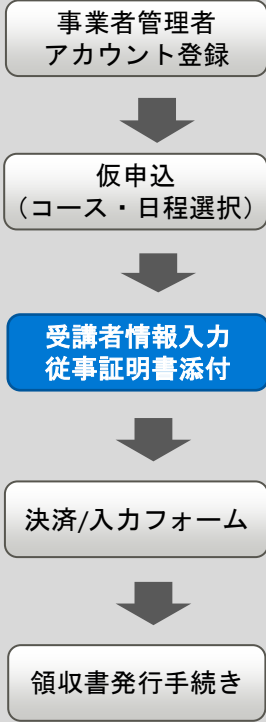 事業者管理者
アカウント登録
仮申込
（コース・日程選択）
受講者情報入力
従事証明書添付
決済/入力フォーム
領収書発行手続き